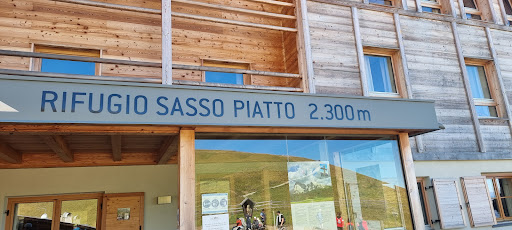 RIFUGIO SASSO PIATTO 2.300m